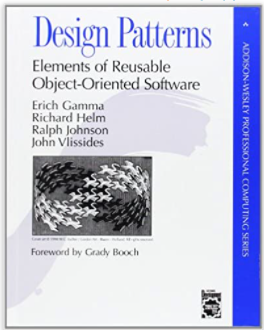 Design Patterns
Elements of Reusable
Object-Oriented Software
Erich Gamma
Richard Helm
Ralph Johnson
John Vlissides
Foreword by Grady Booch
ADDISON-WESLEY PROFESSIONAL COMPUTING SERIES